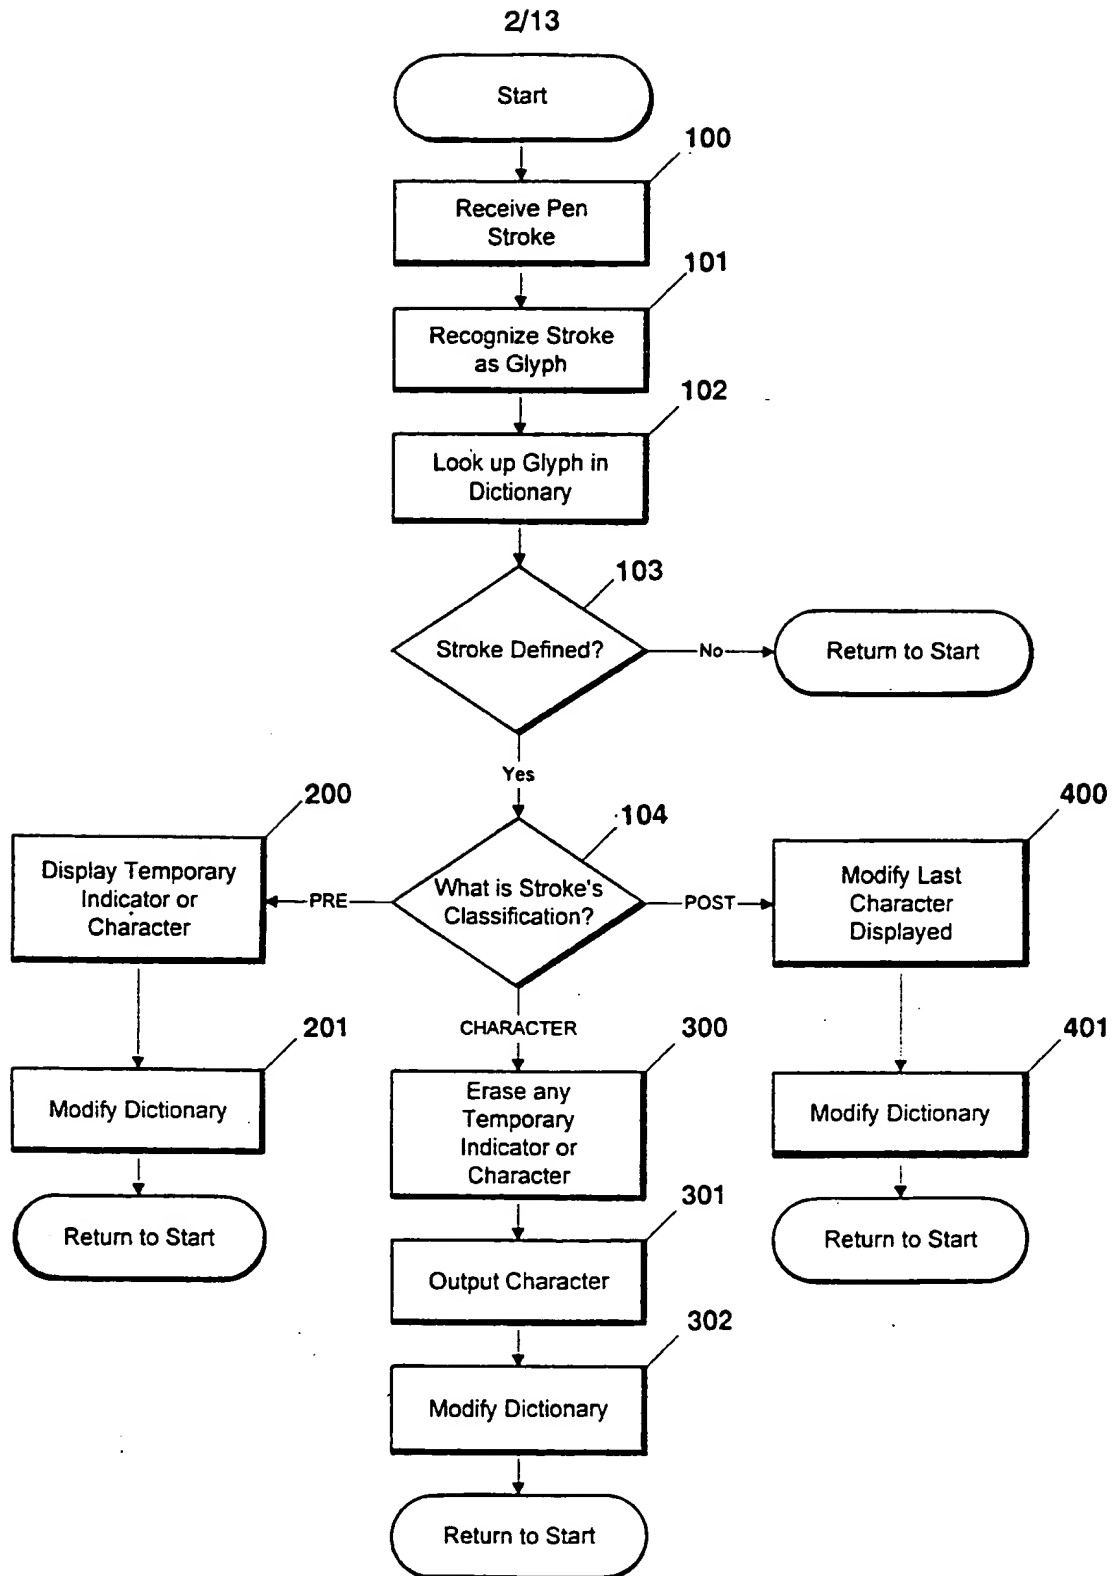 2/13
Start
100
Receive Pen
Stroke
101
Recognize Stroke
as Glyph
102
Look up Glyph in
Dictionary
103
Stroke Defined?
No
Return to Start
Yes
104
What is Stroke's
Classification?
PRE
200
Display Temporary
Indicator or
Character
201
Modify Dictionary
Return to Start
CHARACTER
300
Erase any
Temporary
Indicator or
Character
301
Output Character
302
Modify Dictionary
Return to Start
POST
400
Modify Last
Character
Displayed
401
Modify Dictionary
Return to Start